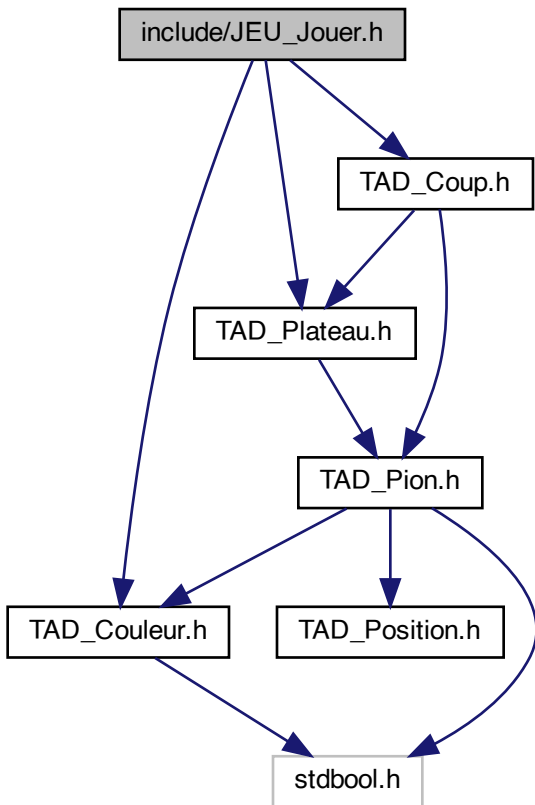 include/JEU_Jouer.h
TAD_Coup.h
TAD_Plateau.h
TAD_Pion.h
TAD_Couleur.h
TAD_Position.h
stdbool.h